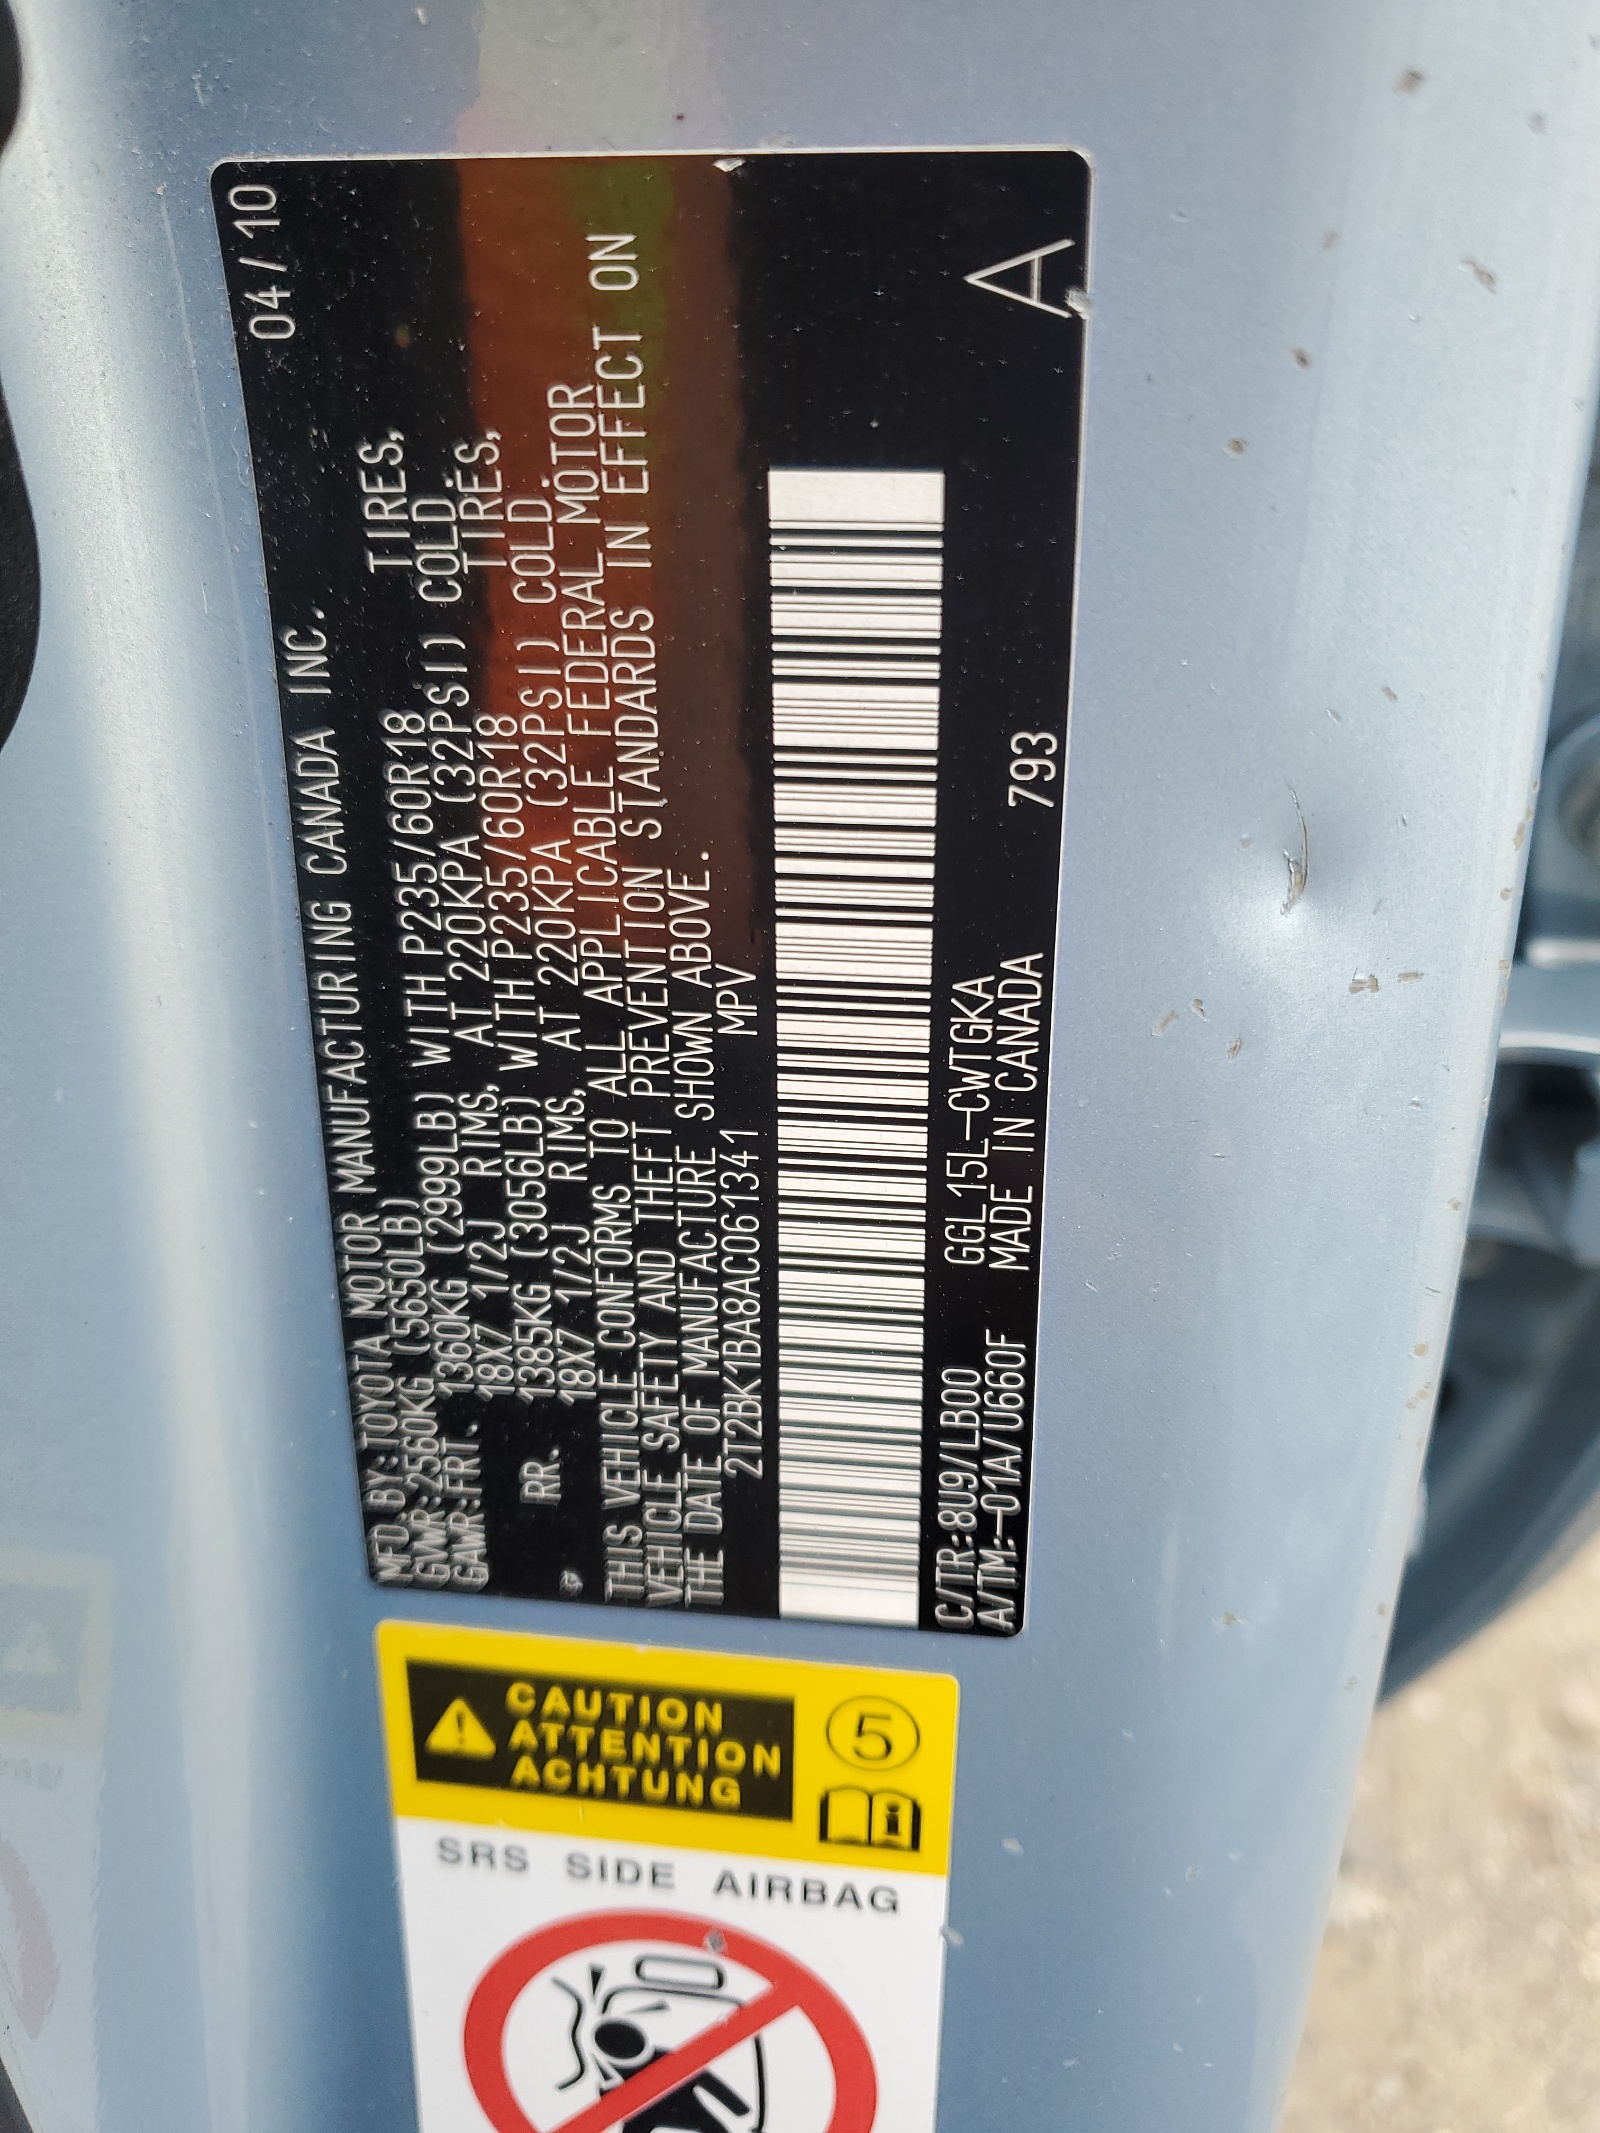 MFD BY:TOYOTA MOTOR MANUFACTURING CANADA INC. 04/10
GVWR:2560KG (5650LB)
GAWR:FRT. 1360KG (2999LB) WITH P235/60R18 TIRES,
18X7 1/2J RIMS, AT 220KPA (32PSI) COLD.
RR. 1385KG (3056LB) WITH P235/60R18 TIRES,
18X7 1/2J RIMS, AT 220KPA (32PSI) COLD.
THIS VEHICLE CONFORMS TO ALL APPLICABLE FEDERAL MOTOR
VEHICLE SAFETY AND THEFT PREVENTION STANDARDS IN EFFECT ON
THE DATE OF MANUFACTURE SHOWN ABOVE.
2T2BK1BA8AC061341 MPV
C/TR:8U9/LB00 GGL15L-CWTGKA
A/TM:-01A/U660F MADE IN CANADA 793 A
CAUTION
ATTENTION
ACHTUNG
5
SRS SIDE AIRBAG